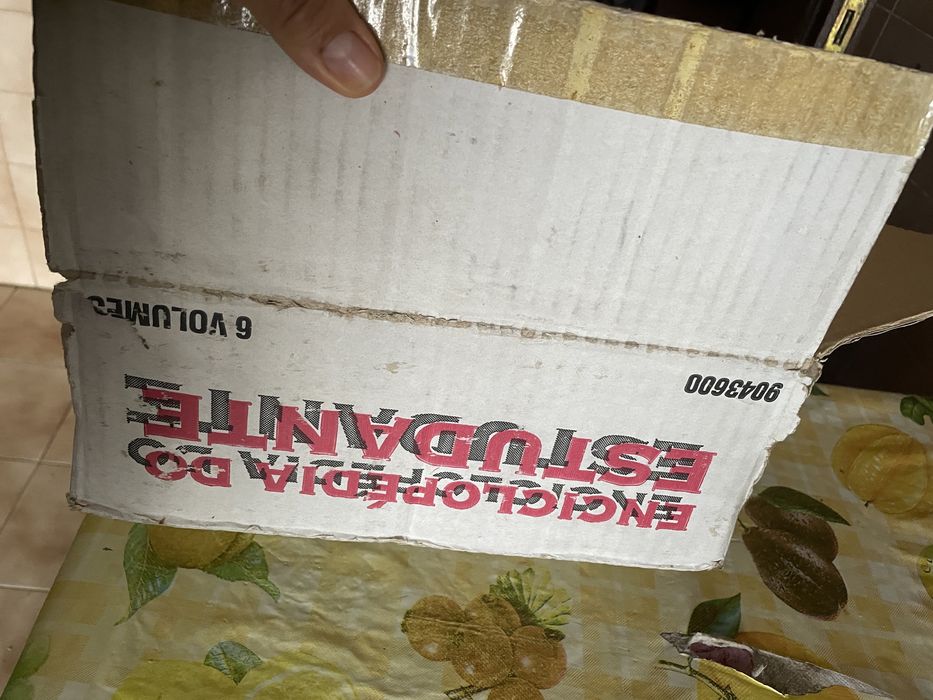 ENCICLOPÉDIA DO
ESTUDANTE
9043600
6 VOLUMES